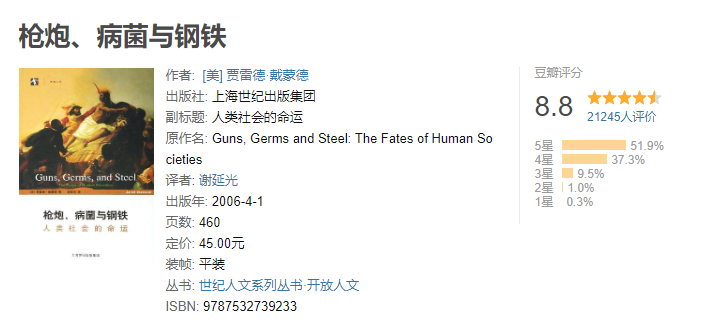 枪炮、病菌与钢铁
Guns, Germs, and Steel
枪炮、病菌与钢铁
人类社会的命运
作者: [美] 贾雷德·戴蒙德
出版社: 上海世纪出版集团
副标题: 人类社会的命运
原作名: Guns, Germs and Steel: The Fates of Human So
cieties
译者: 谢延光
出版年: 2006-4-1
页数: 460
定价: 45.00元
装帧: 平装
丛书: 世纪人文系列丛书·开放人文
ISBN: 9787532739233
豆瓣评分
8.8
21245人评价
5星 51.9%
4星 37.3%
3星 9.5%
2星 1.0%
1星 0.3%